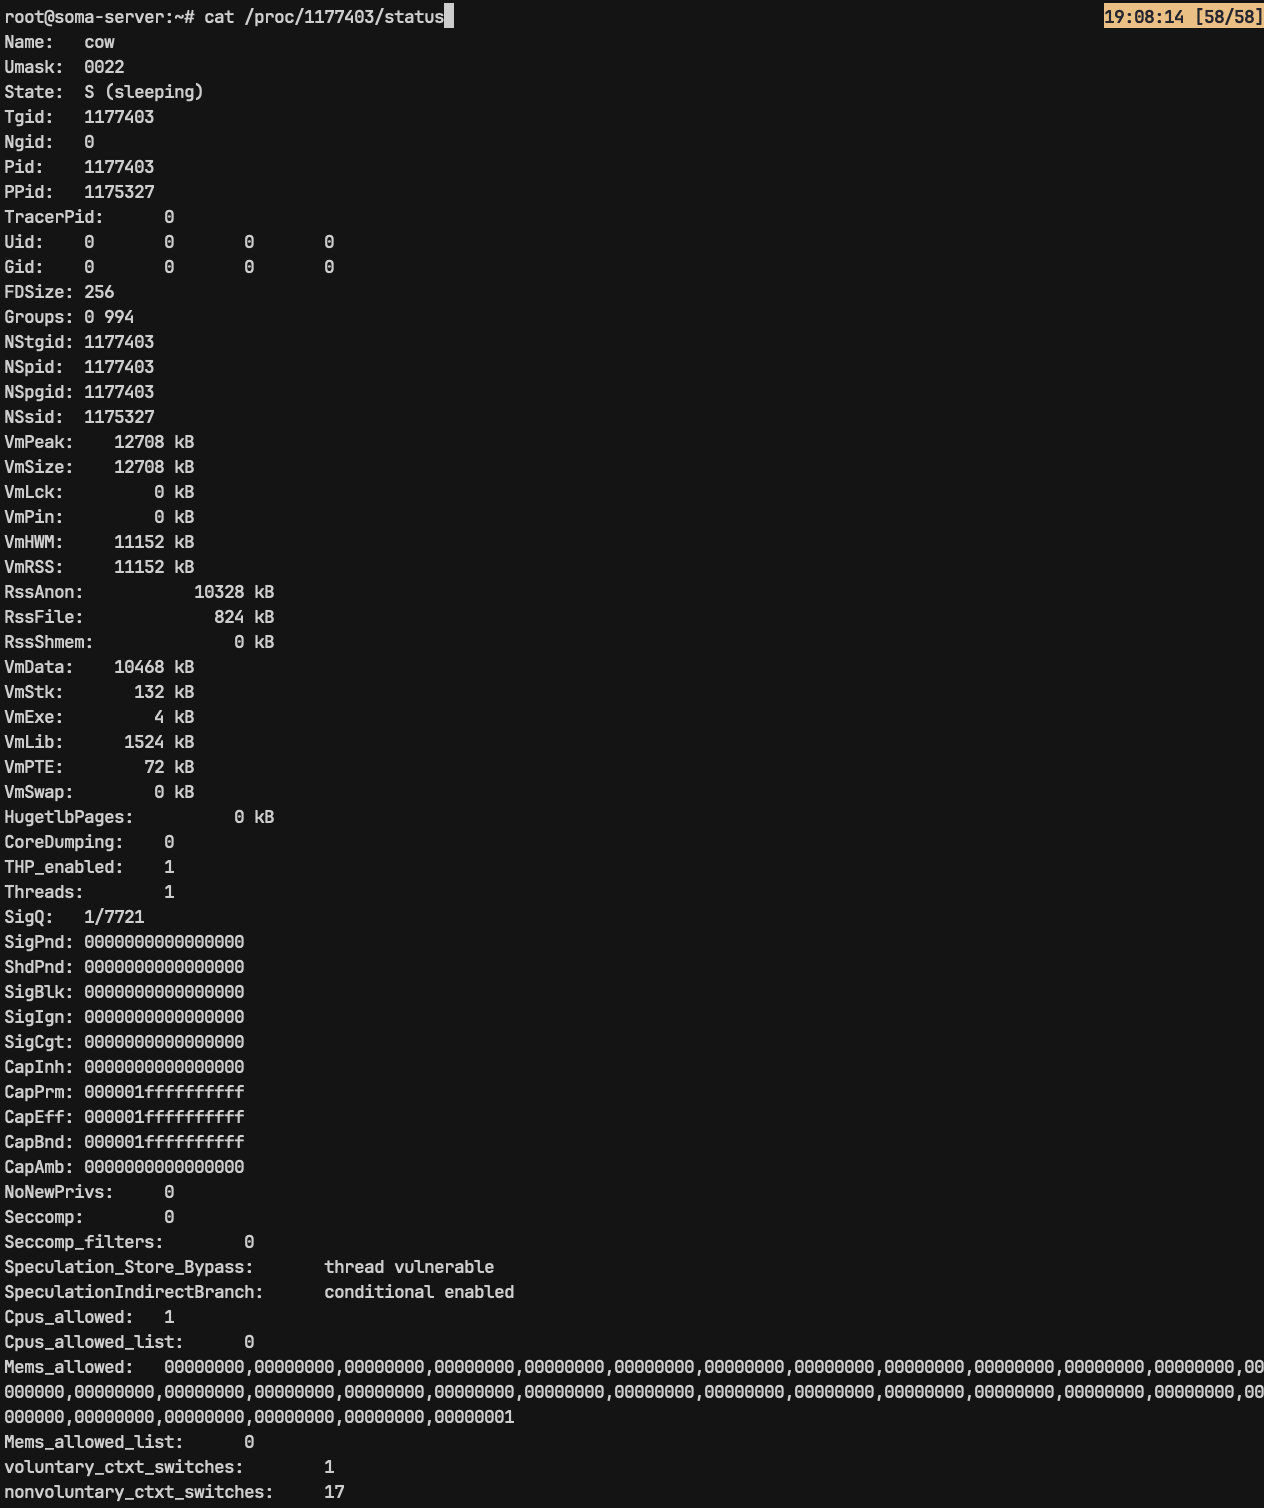 root@soma-server:~# cat /proc/1177403/status 19:08:14 [58/58]
Name: cow
Umask: 0022
State: S (sleeping)
Tgid: 1177403
Ngid: 0
Pid: 1177403
PPid: 1175327
TracerPid: 0
Uid: 0 0 0 0
Gid: 0 0 0 0
FDSize: 256
Groups: 0 994
NStgid: 1177403
NSpid: 1177403
NSpgid: 1177403
NSsid: 1175327
VmPeak: 12708 kB
VmSize: 12708 kB
VmLck: 0 kB
VmPin: 0 kB
VmHWM: 11152 kB
VmRSS: 11152 kB
RssAnon: 10328 kB
RssFile: 824 kB
RssShmem: 0 kB
VmData: 10468 kB
VmStk: 132 kB
VmExe: 4 kB
VmLib: 1524 kB
VmPTE: 72 kB
VmSwap: 0 kB
HugetlbPages: 0 kB
CoreDumping: 0
THP_enabled: 1
Threads: 1
SigQ: 1/7721
SigPnd: 0000000000000000
ShdPnd: 0000000000000000
SigBlk: 0000000000000000
SigIgn: 0000000000000000
SigCgt: 0000000000000000
CapInh: 0000000000000000
CapPrm: 000001ffffffffff
CapEff: 000001ffffffffff
CapBnd: 000001ffffffffff
CapAmb: 0000000000000000
NoNewPrivs: 0
Seccomp: 0
Seccomp_filters: 0
Speculation_Store_Bypass: thread vulnerable
SpeculationIndirectBranch: conditional enabled
Cpus_allowed: 1
Cpus_allowed_list: 0
Mems_allowed: 00000000,00000000,00000000,00000000,00000000,00000000,00000000,00000000,00000000,00000000,00000000,00000000,00
000000,00000000,00000000,00000000,00000000,00000000,00000000,00000000,00000000,00000000,00000000,00000000,00000000,00000000,00
000000,00000000,00000000,00000000,00000000,00000001
Mems_allowed_list: 0
voluntary_ctxt_switches: 1
nonvoluntary_ctxt_switches: 17